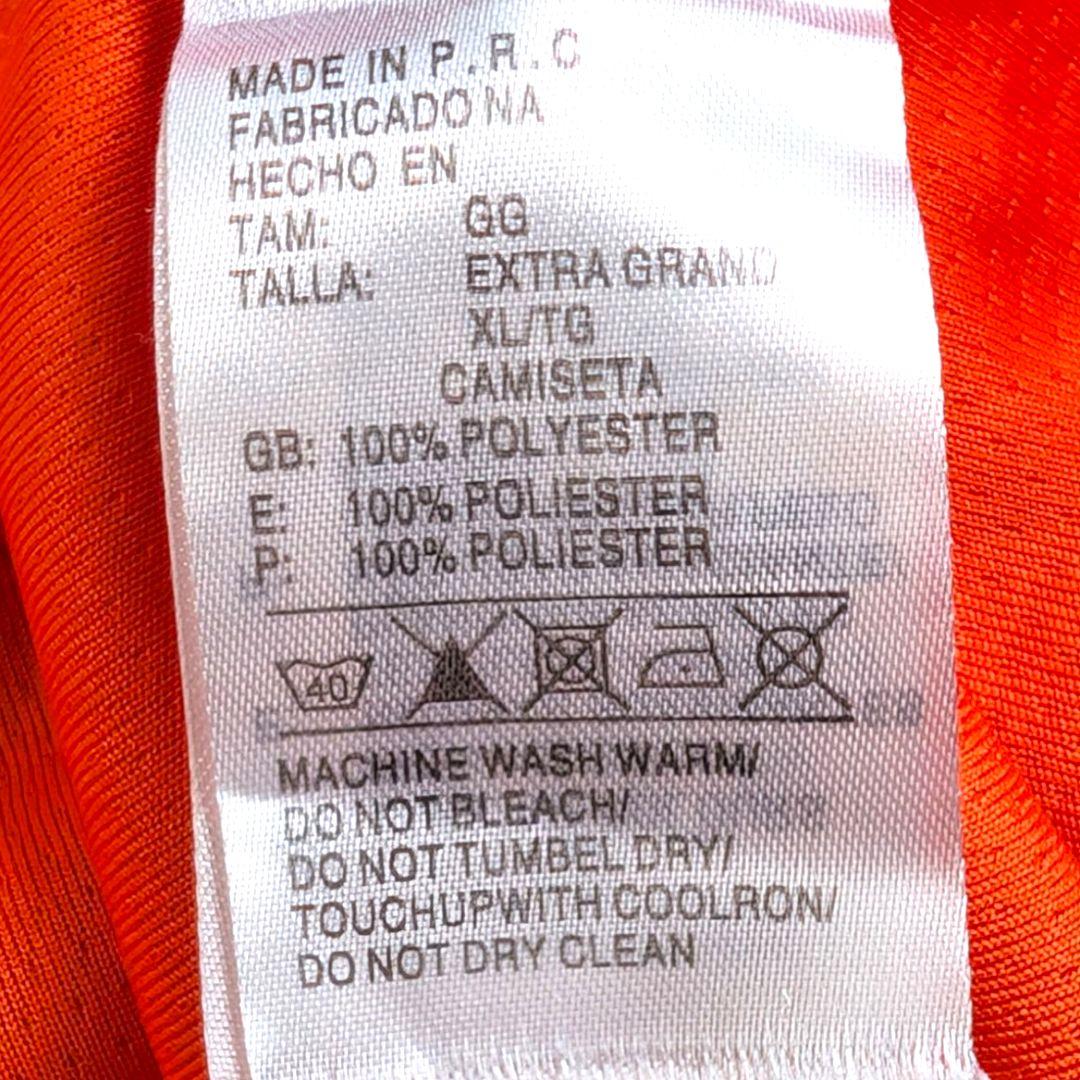 MADE IN P.R.C
FABRICADO NA
HECHO EN
TAM: GG
TALLA: EXTRA GRAND
XL/TG
CAMISETA
GB: 100% POLYESTER
E: 100% POLIESTER
P: 100% POLIESTER
40
MACHINE WASH WARM/
DO NOT BLEACH/
DO NOT TUMBEL DRY/
TOUCHUPWITH COOLRON/
DO NOT DRY CLEAN